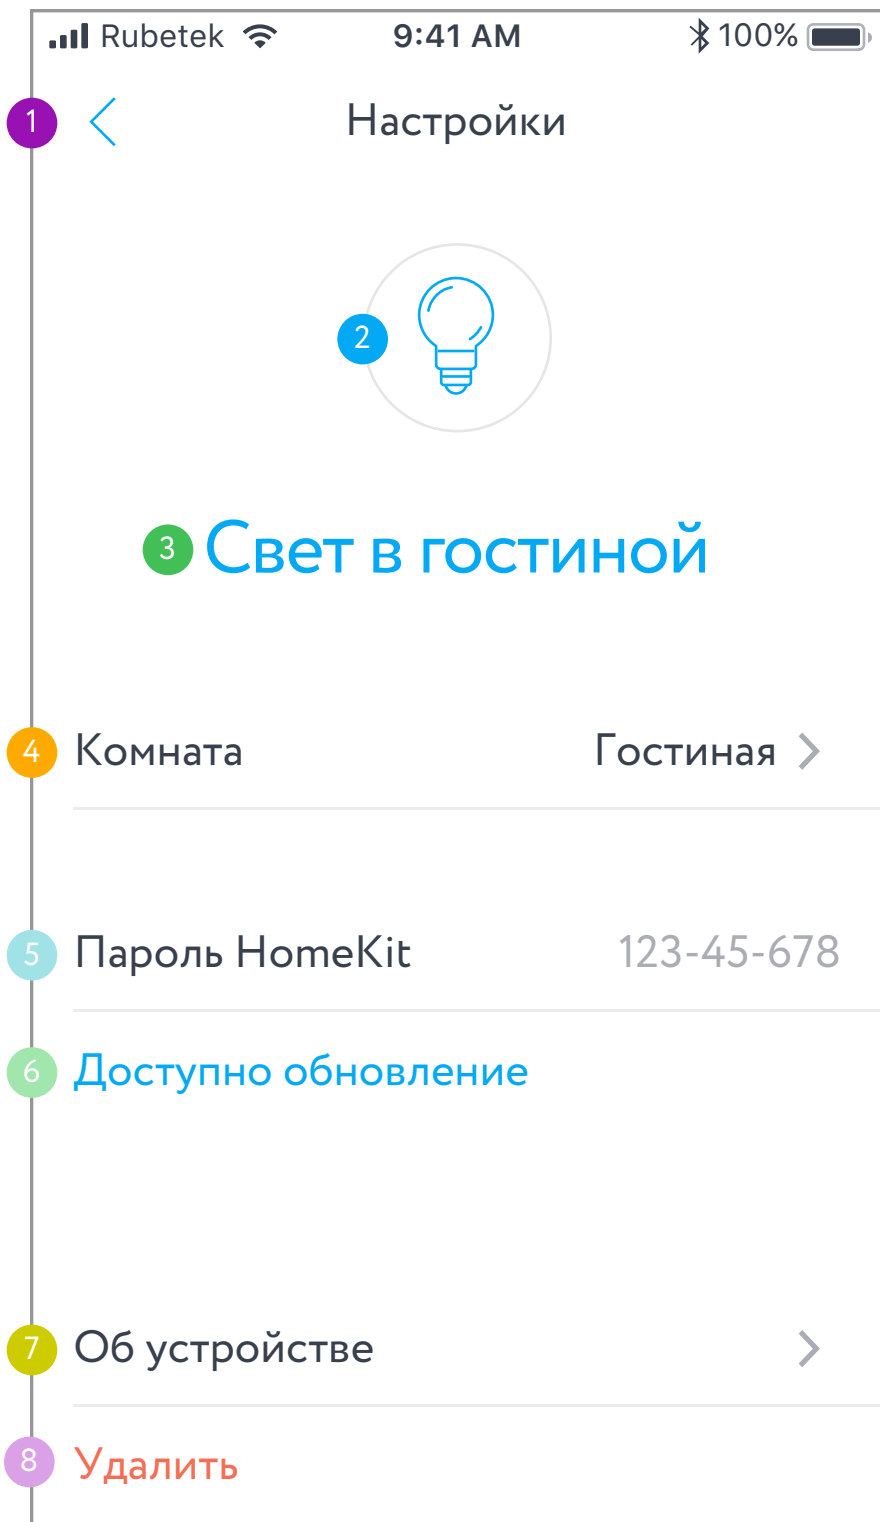 Rubetek 9:41 AM 100%
1 Настройки
2
3 Свет в гостиной
4 Комната Гостиная
5 Пароль HomeKit 123-45-678
6 Доступно обновление
7 Об устройстве
8 Удалить